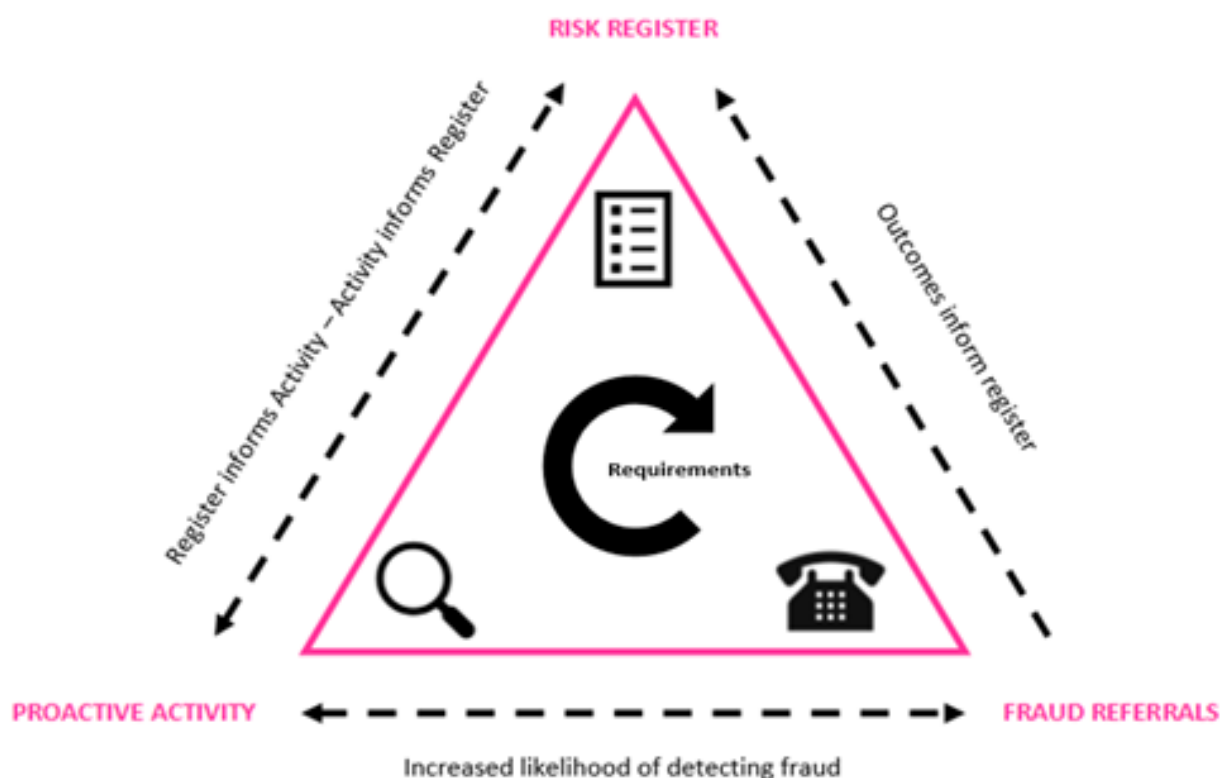 RISK REGISTER
Register informs Activity – Activity informs Register
Outcomes inform register
Requirements
PROACTIVE ACTIVITY
FRAUD REFERRALS
Increased likelihood of detecting fraud